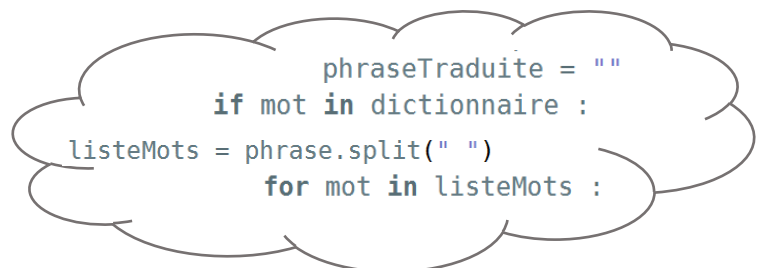 phraseTraduite = ""
if mot in dictionnaire :
listeMots = phrase.split(" ")
for mot in listeMots :